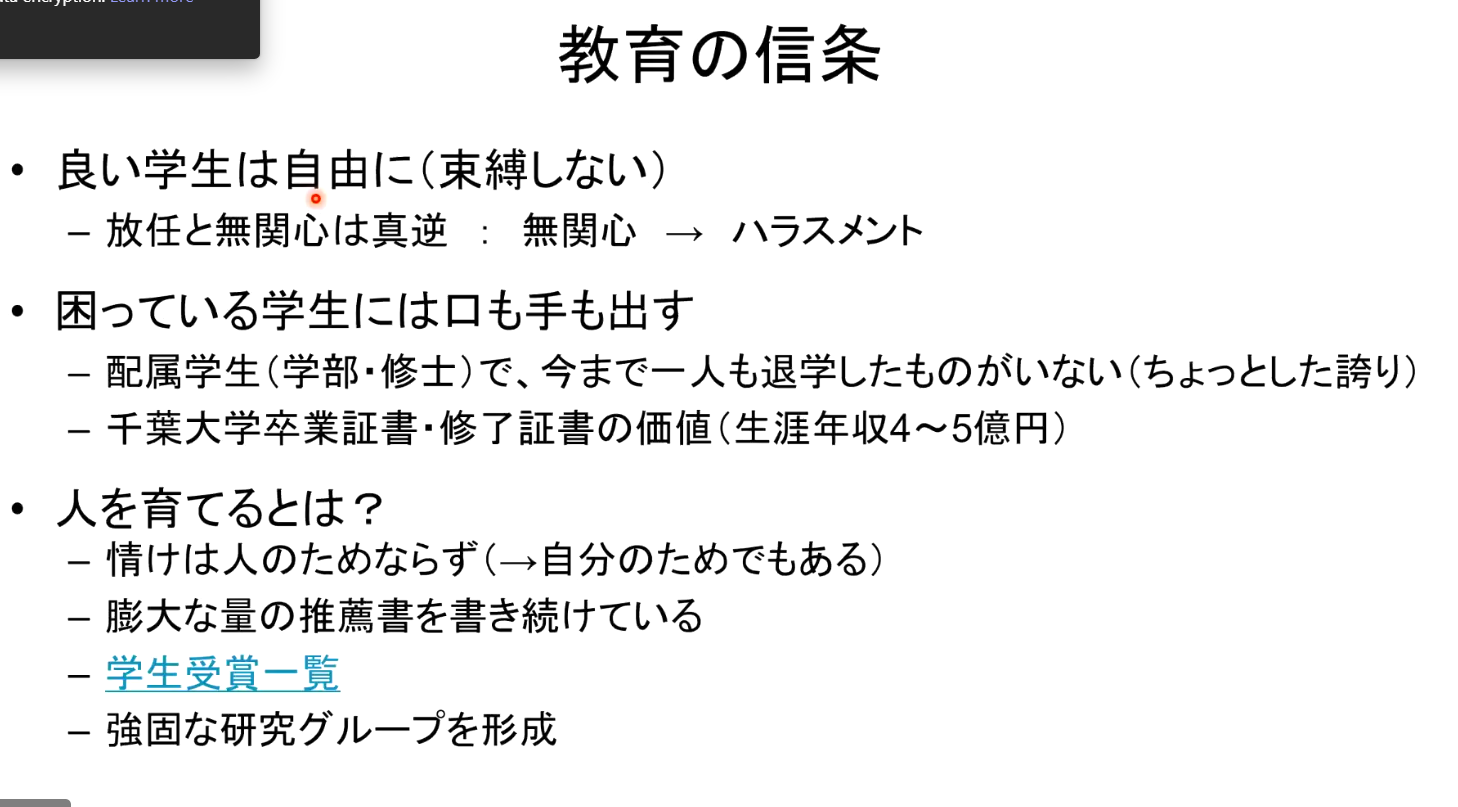 encryption. Learn more
教育の信条
• 良い学生は自由に（束縛しない）
– 放任と無関心は真逆 ： 無関心 → ハラスメント
• 困っている学生には口も手も出す
– 配属学生（学部・修士）で、今まで一人も退学したものがいない（ちょっとした誇り）
– 千葉大学卒業証書・修了証書の価値（生涯年収4～5億円）
• 人を育てるとは？
– 情けは人のためならず（→自分のためでもある）
– 膨大な量の推薦書を書き続けている
– 学生受賞一覧
– 強固な研究グループを形成